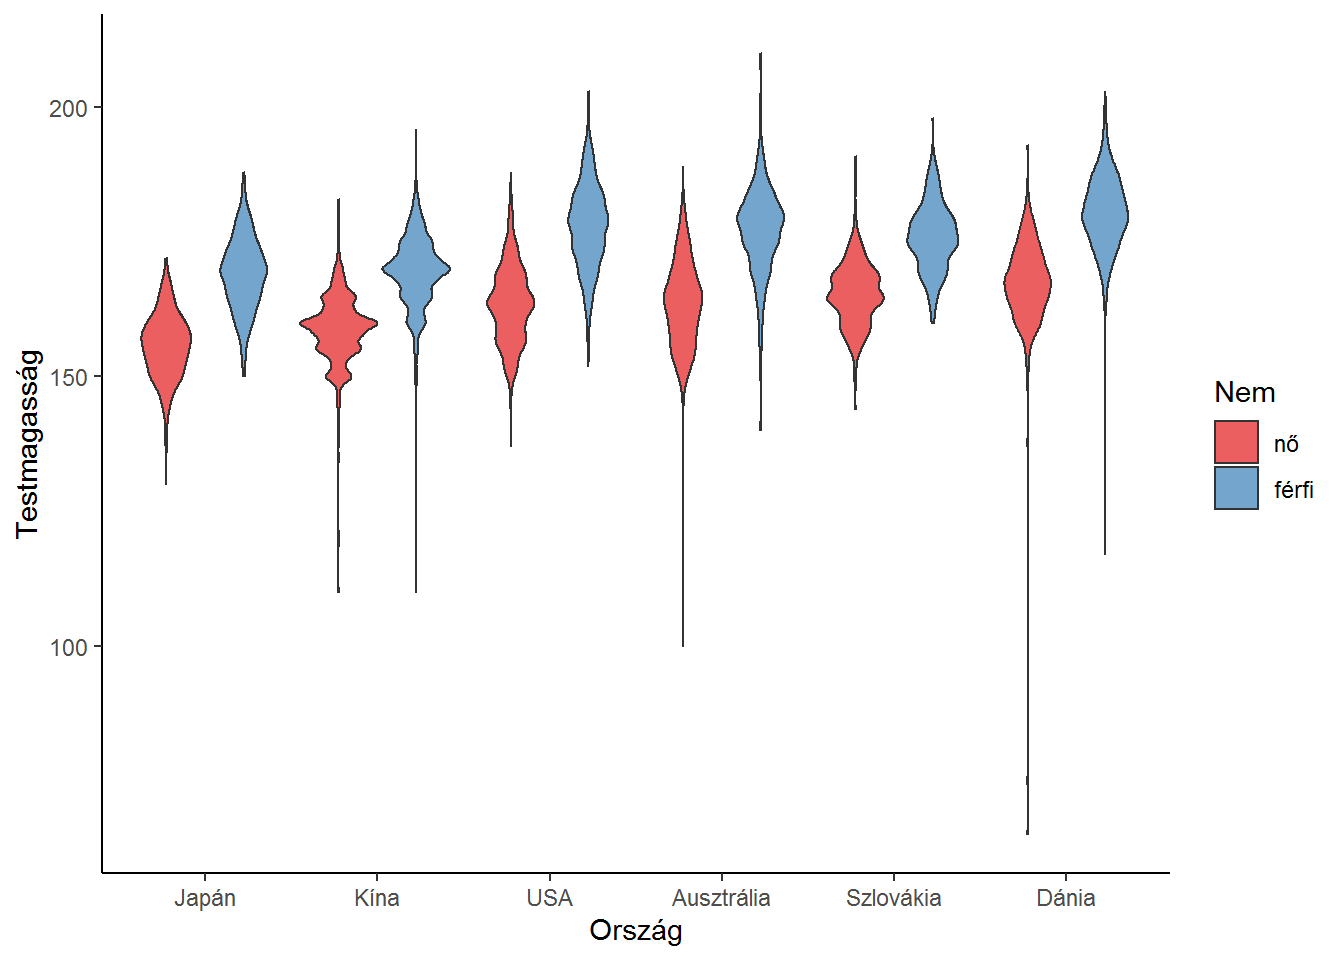 200
150
100
Testmagasság
Japán
Kína
USA
Ausztrália
Szlovákia
Dánia
Ország
Nem
nő
férfi